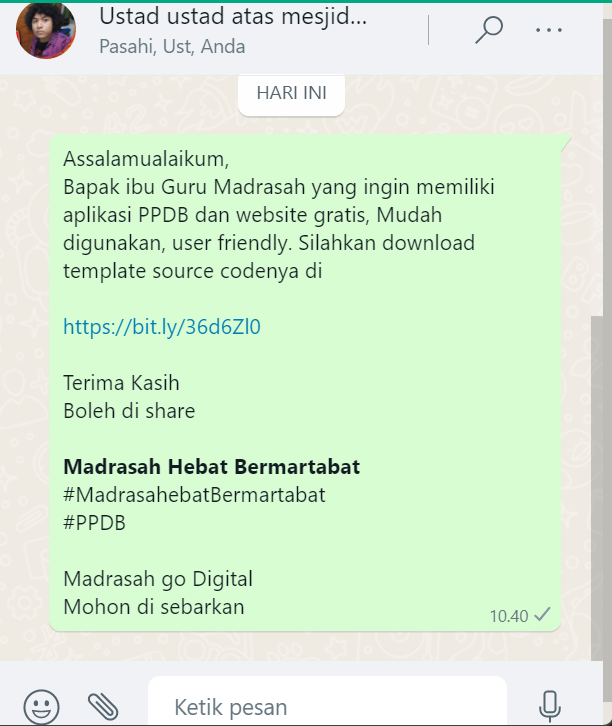 Ustad ustad atas mesjid...
Pasahi, Ust, Anda
HARI INI
Assalamualaikum,
Bapak ibu Guru Madrasah yang ingin memiliki
aplikasi PPDB dan website gratis, Mudah
digunakan, user friendly. Silahkan download
template source codenya di
https://bit.ly/36d6Zl0
Terima Kasih
Boleh di share
Madrasah Hebat Bermartabat
#MadrasahebatBermartabat
#PPDB
Madrasah go Digital
Mohon di sebarkan
10.40
Ketik pesan